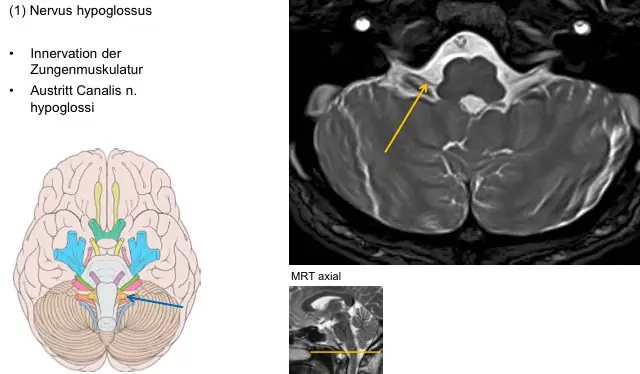 (1) Nervus hypoglossus
• Innervation der
Zungenmuskulatur
• Austritt Canalis n.
hypoglossi
MRT axial